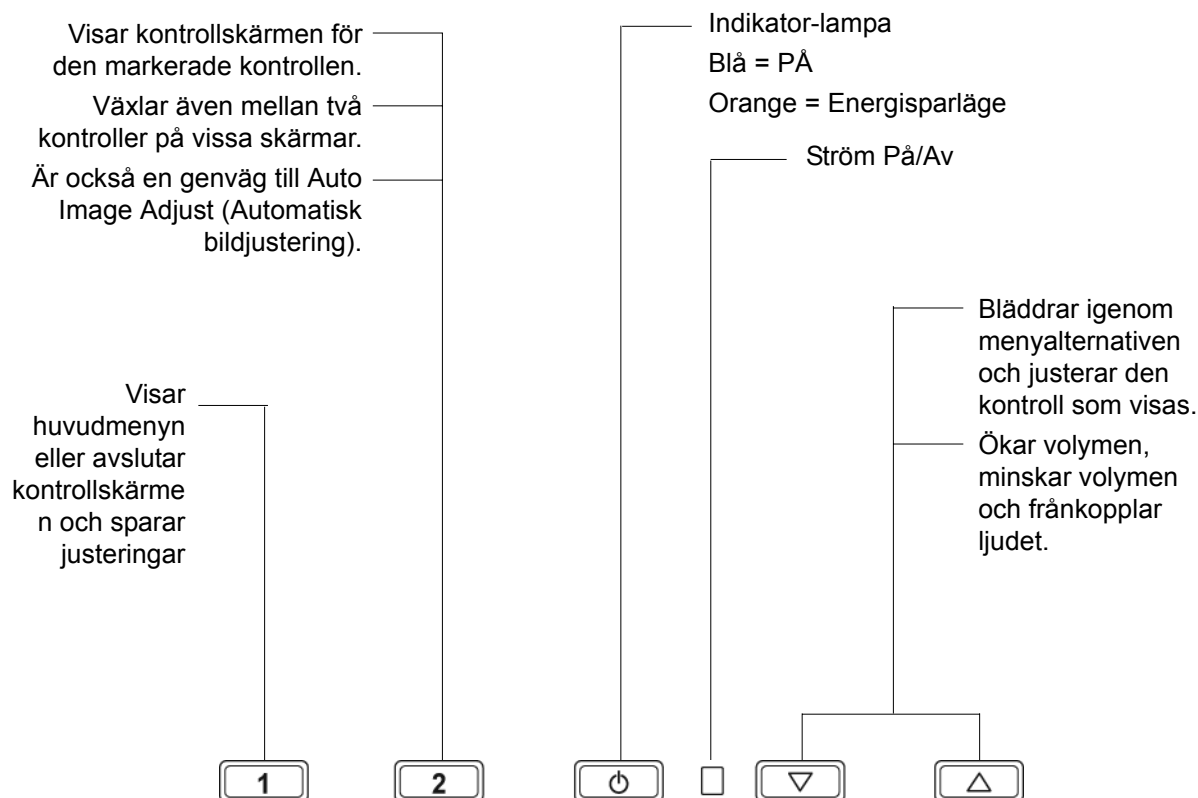 Visar kontrollskärmen för
den markerade kontrollen.
Växlar även mellan två
kontroller på vissa skärmar.
Är också en genväg till Auto
Image Adjust (Automatisk
bildjustering).
Indikator-lampa
Blå = PÅ
Orange = Energisparläge
Ström På/Av
Visar
huvudmenyn
eller avslutar
kontrollskärme
n och sparar
justeringar
Bläddrar igenom
menyalternativen
och justerar den
kontroll som visas.
Ökar volymen,
minskar volymen
och frånkopplar
ljudet.
1
2